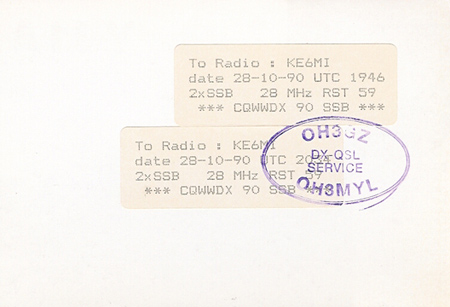 To Radio : KE6MI
date 28-10-90 UTC 1946
2xSSB 28 MHz RST 59
*** CQWWDX 90 SSB ***
To Radio : KE6MI
date 28-10-90 UTC
2xSSB 28 MHz RST 59
*** CQWWDX 90 SSB ***
OH3GZ
DX-QSL
SERVICE
OH3MYL